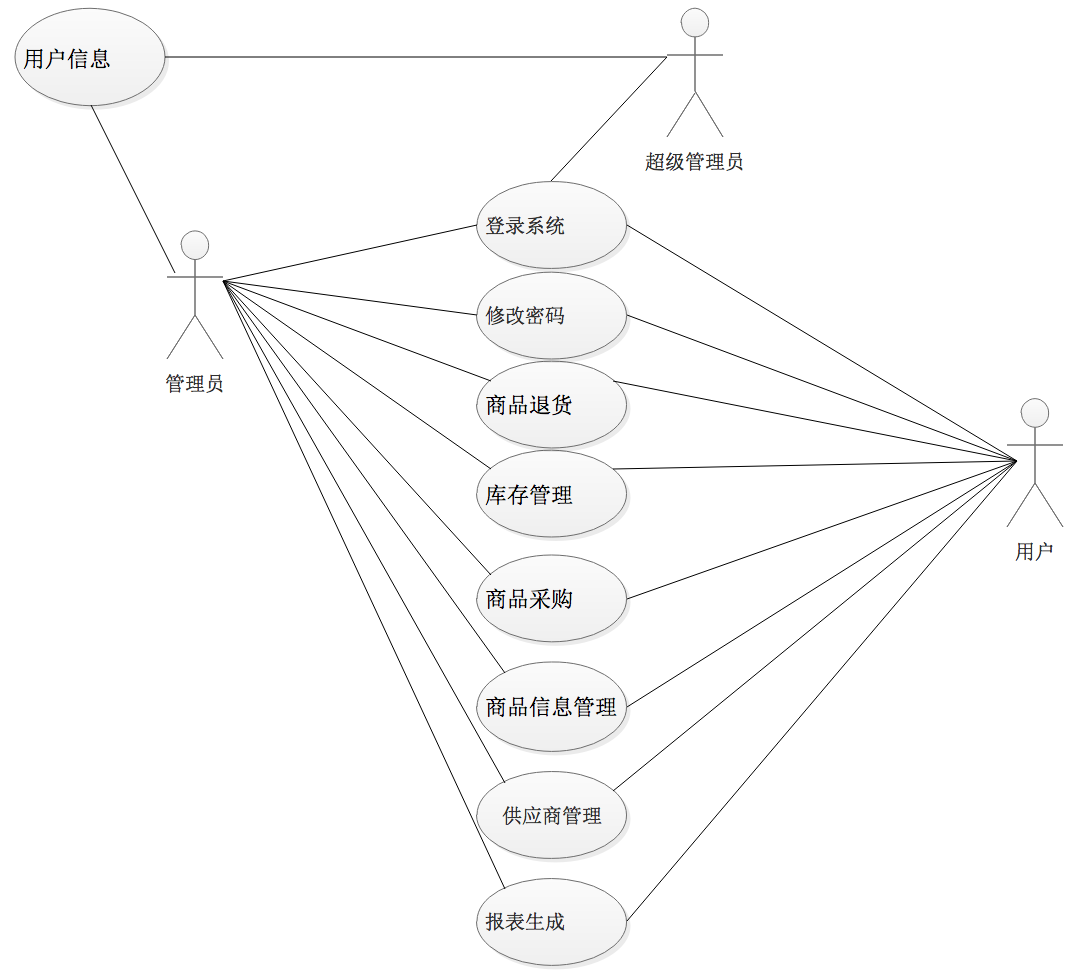 用户信息
超级管理员
登录系统
管理员
修改密码
商品退货
库存管理
用户
商品采购
商品信息管理
供应商管理
报表生成